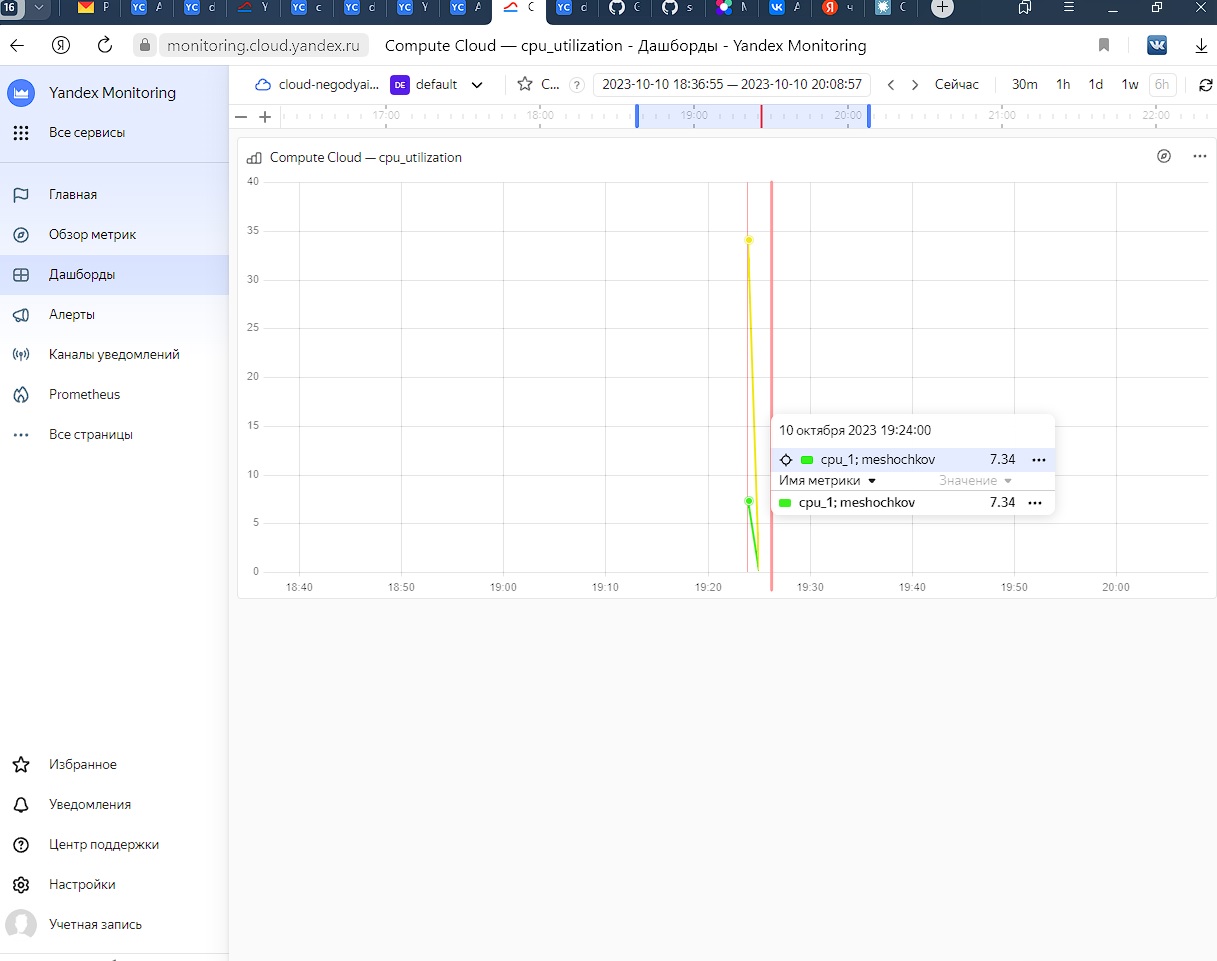 16 P YC A YC d Y YC c YC d YC Y YC A C YC d C s M A Я ч C
Я monitoring.cloud.yandex.ru Compute Cloud — cpu_utilization - Дашборды - Yandex Monitoring
Yandex Monitoring
Все сервисы
Главная
Обзор метрик
Дашборды
Алерты
Каналы уведомлений
Prometheus
Все страницы
Избранное
Уведомления
Центр поддержки
Настройки
Учетная запись
cloud-negodyai... DE default C... ? 2023-10-10 18:36:55 — 2023-10-10 20:08:57 Сейчас 30m 1h 1d 1w 6h
17:00 18:00 19:00 20:00 21:00 22:00
Compute Cloud — cpu_utilization
40
35
30
25
20
15
10
5
0
18:40 18:50 19:00 19:10 19:20 19:30 19:40 19:50 20:00
10 октября 2023 19:24:00
cpu_1; meshochkov 7.34
Имя метрики Значение
cpu_1; meshochkov 7.34